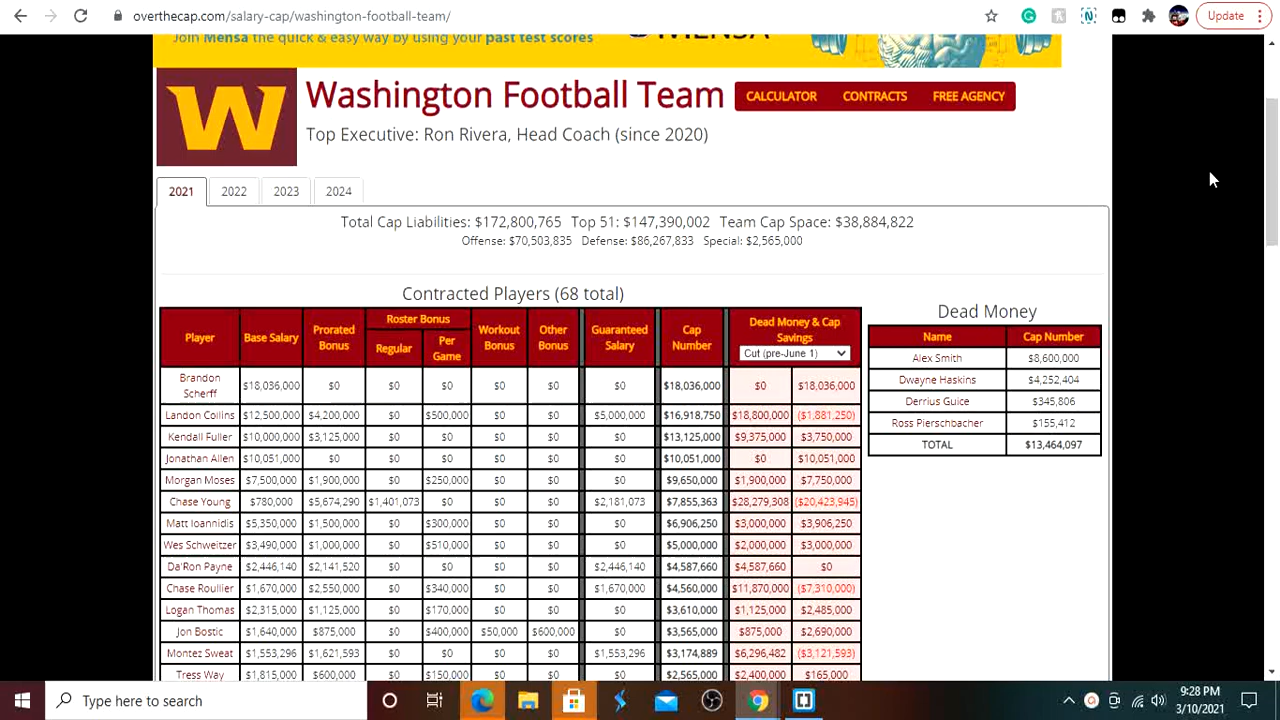 overthecap.com/salary-cap/washington-football-team/
Update
Join Mensa the quick & easy way by using your past test scores
MENSA
W
Washington Football Team
CALCULATOR CONTRACTS FREE AGENCY
Top Executive: Ron Rivera, Head Coach (since 2020)
2021 2022 2023 2024
Total Cap Liabilities: $172,800,765 Top 51: $147,390,002 Team Cap Space: $38,884,822
Offense: $70,503,835 Defense: $86,267,833 Special: $2,565,000
Contracted Players (68 total)
Player Base Salary Prorated Bonus Roster Bonus Regular Per Game Workout Bonus Other Bonus Guaranteed Salary Cap Number Dead Money & Cap Savings
Cut (pre-June 1)
Brandon Scherff $18,036,000 $0 $0 $0 $0 $0 $0 $18,036,000 $0 $18,036,000
Landon Collins $12,500,000 $4,200,000 $0 $500,000 $0 $0 $5,000,000 $16,918,750 $18,800,000 ($1,881,250)
Kendall Fuller $10,000,000 $3,125,000 $0 $0 $0 $0 $0 $13,125,000 $9,375,000 $3,750,000
Jonathan Allen $10,051,000 $0 $0 $0 $0 $0 $0 $10,051,000 $0 $10,051,000
Morgan Moses $7,500,000 $1,900,000 $0 $250,000 $0 $0 $0 $9,650,000 $1,900,000 $7,750,000
Chase Young $780,000 $5,674,290 $1,401,073 $0 $0 $0 $2,181,073 $7,855,363 $28,279,308 ($20,423,945)
Matt Ioannidis $5,350,000 $1,500,000 $0 $300,000 $0 $0 $0 $6,906,250 $3,000,000 $3,906,250
Wes Schweitzer $3,490,000 $1,000,000 $0 $510,000 $0 $0 $0 $5,000,000 $2,000,000 $3,000,000
Da'Ron Payne $2,446,140 $2,141,520 $0 $0 $0 $0 $2,446,140 $4,587,660 $4,587,660 $0
Chase Roullier $1,670,000 $2,550,000 $0 $340,000 $0 $0 $1,670,000 $4,560,000 $11,870,000 ($7,310,000)
Logan Thomas $2,315,000 $1,125,000 $0 $170,000 $0 $0 $0 $3,610,000 $1,125,000 $2,485,000
Jon Bostic $1,640,000 $875,000 $0 $400,000 $50,000 $600,000 $0 $3,565,000 $875,000 $2,690,000
Montez Sweat $1,553,296 $1,621,593 $0 $0 $0 $0 $1,553,296 $3,174,889 $6,296,482 ($3,121,593)
Tress Way $1,815,000 $600,000 $0 $150,000 $0 $0 $0 $2,565,000 $2,400,000 $165,000
Dead Money
Name Cap Number
Alex Smith $8,600,000
Dwayne Haskins $4,252,404
Derrius Guice $345,806
Ross Pierschbacher $155,412
TOTAL $13,464,097
Type here to search
9:28 PM
3/10/2021